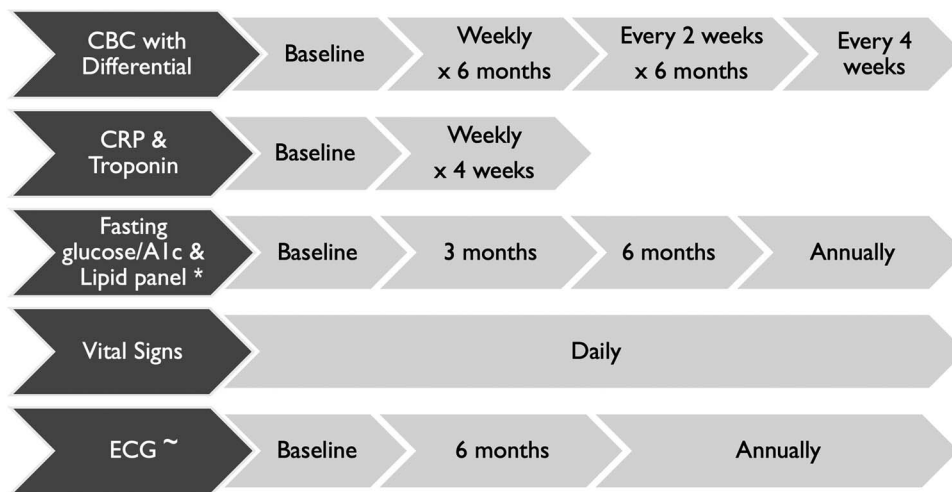 CBC with
Differential
Baseline
Weekly
x 6 months
Every 2 weeks
x 6 months
Every 4
weeks
CRP &
Troponin
Baseline
Weekly
x 4 weeks
Fasting
glucose/A1c &
Lipid panel *
Baseline
3 months
6 months
Annually
Vital Signs
Daily
ECG ~
Baseline
6 months
Annually